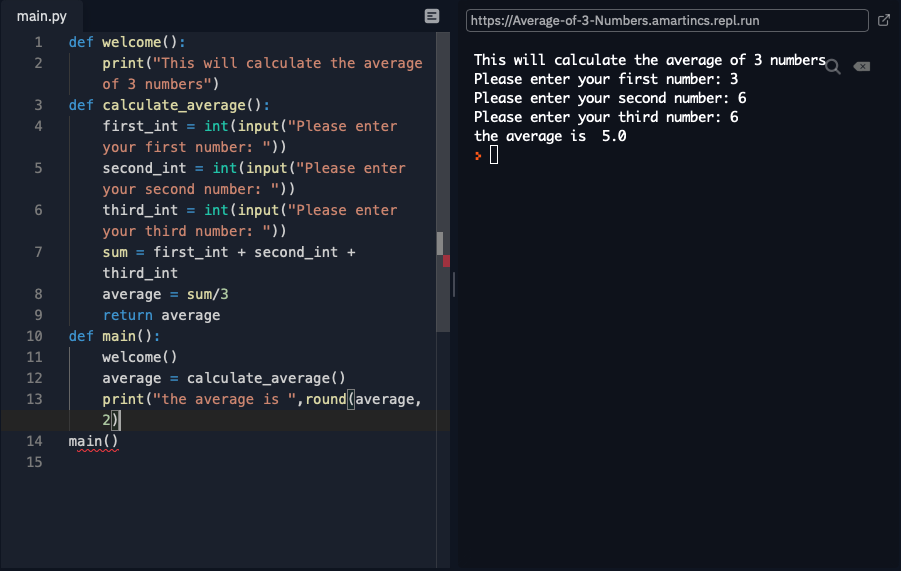 main.py
1 def welcome():
2 print("This will calculate the average
of 3 numbers")
3 def calculate_average():
4 first_int = int(input("Please enter
your first number: "))
5 second_int = int(input("Please enter
your second number: "))
6 third_int = int(input("Please enter
your third number: "))
7 sum = first_int + second_int +
third_int
8 average = sum/3
9 return average
10 def main():
11 welcome()
12 average = calculate_average()
13 print("the average is ",round(average,
2)
14 main()
15
https://Average-of-3-Numbers.amartincs.repl.run
This will calculate the average of 3 numbers
Please enter your first number: 3
Please enter your second number: 6
Please enter your third number: 6
the average is  5.0